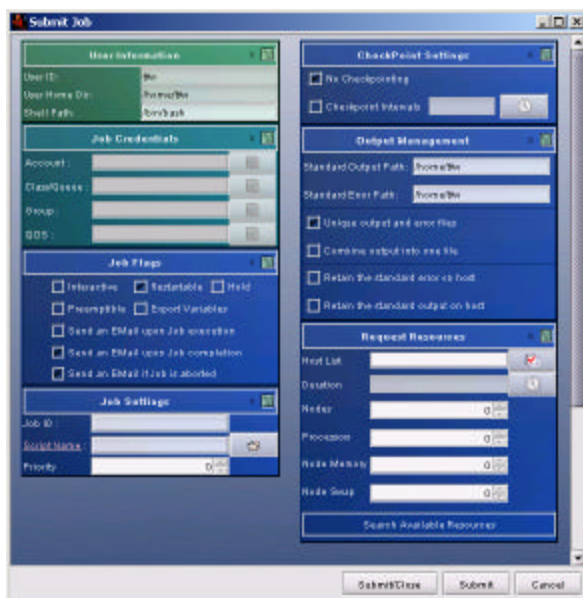 Submit Job
User Information
User ID:
User Home Dir:
/home/
Shell Path:
/bin/bash
Job Credentials
Account :
Class/Queue :
Group :
QOS :
Job Flags
Interactive Restartable Hold
Preemptible Export Variables
Send an EMail upon Job execution
Send an EMail upon Job completion
Send an EMail if Job is aborted
Job Settings
Job ID :
Script Name :
Priority 0
CheckPoint Settings
No Checkpointing
Checkpoint Intervals
Output Management
Standard Output Path: /home/
Standard Error Path: /home/
Unique output and error files
Combine output into one file
Retain the standard error on host
Retain the standard output on host
Request Resources
Host List
Duration
Nodes 0
Processors 0
Node Memory 0
Node Swap 0
Search Available Resources
Submit/Close Submit Cancel